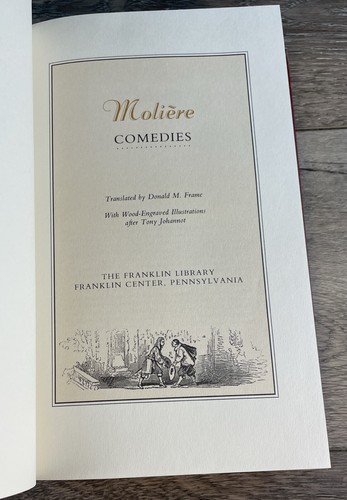 Molière
COMEDIES
Translated by Donald M. Frame
With Wood-Engraved Illustrations
after Tony Johannot
THE FRANKLIN LIBRARY
FRANKLIN CENTER, PENNSYLVANIA